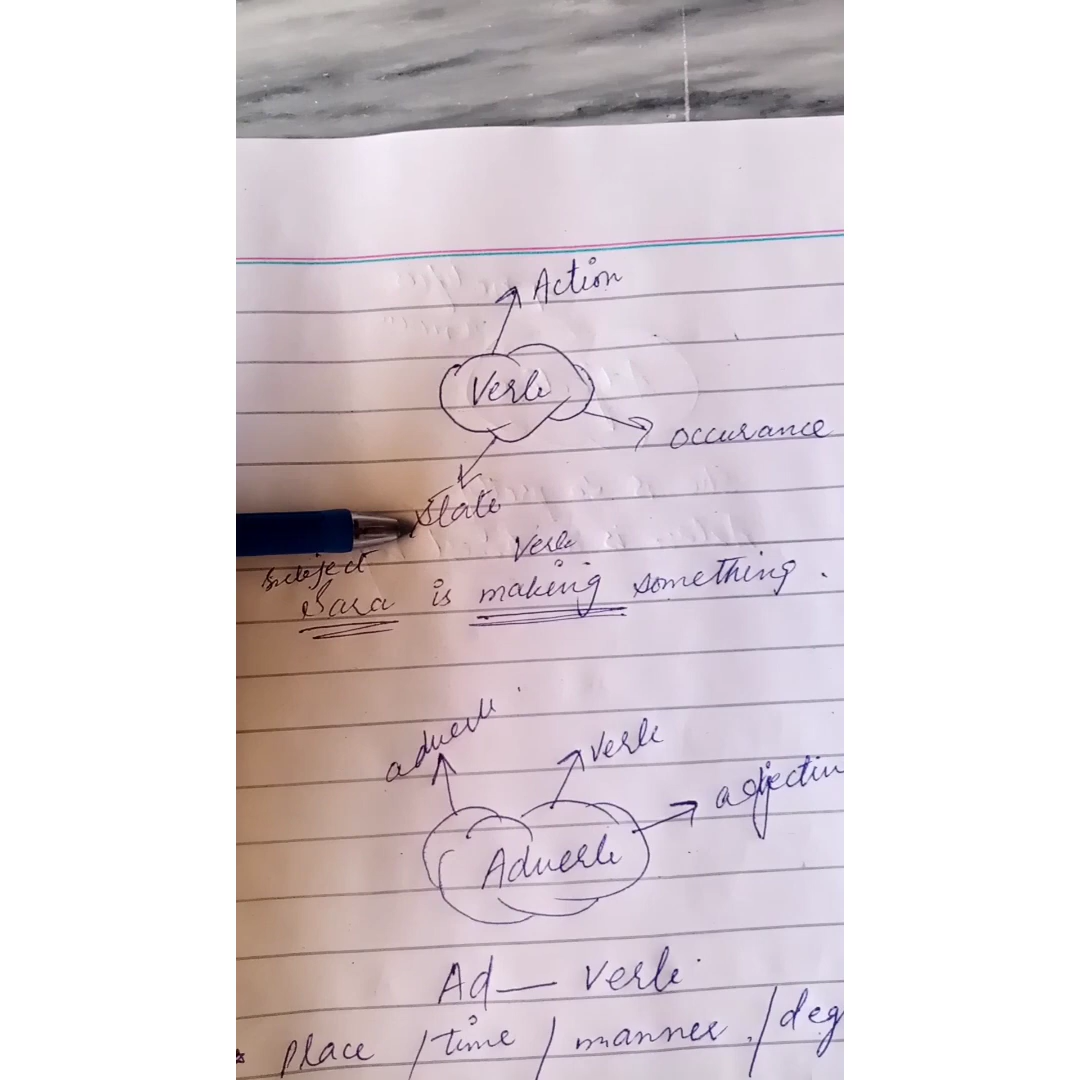 Action
Verb
occurance
State
Verb
subject
Sara is making something .
adverb
verb
adjectiv
Adverb
Ad — Verb
place / time / manner / deg